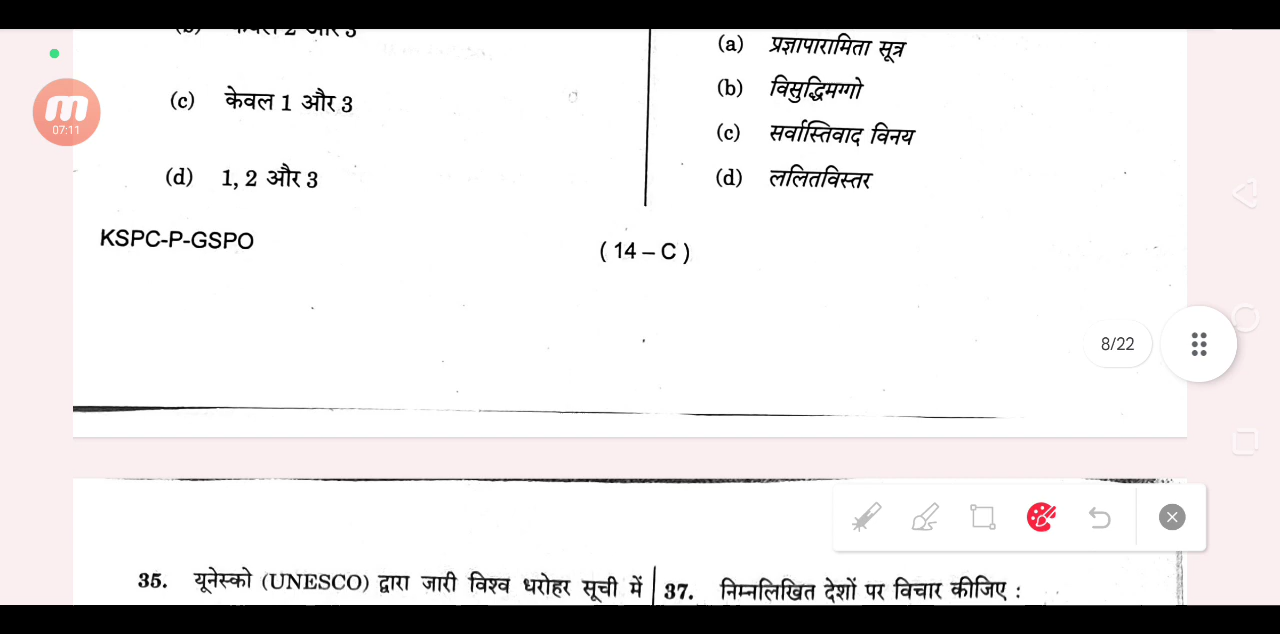 (c) केवल 1 और 3
(d) 1, 2 और 3
(a) प्रज्ञापारामिता सूत्र
(b) विसुद्धिमग्गो
(c) सर्वास्तिवाद विनय
(d) ललितविस्तर
KSPC-P-GSPO
( 14 – C )
07:11
8/22
35. यूनेस्को (UNESCO) द्वारा जारी विश्व धरोहर सूची में
37. निम्नलिखित देशों पर विचार कीजिए :